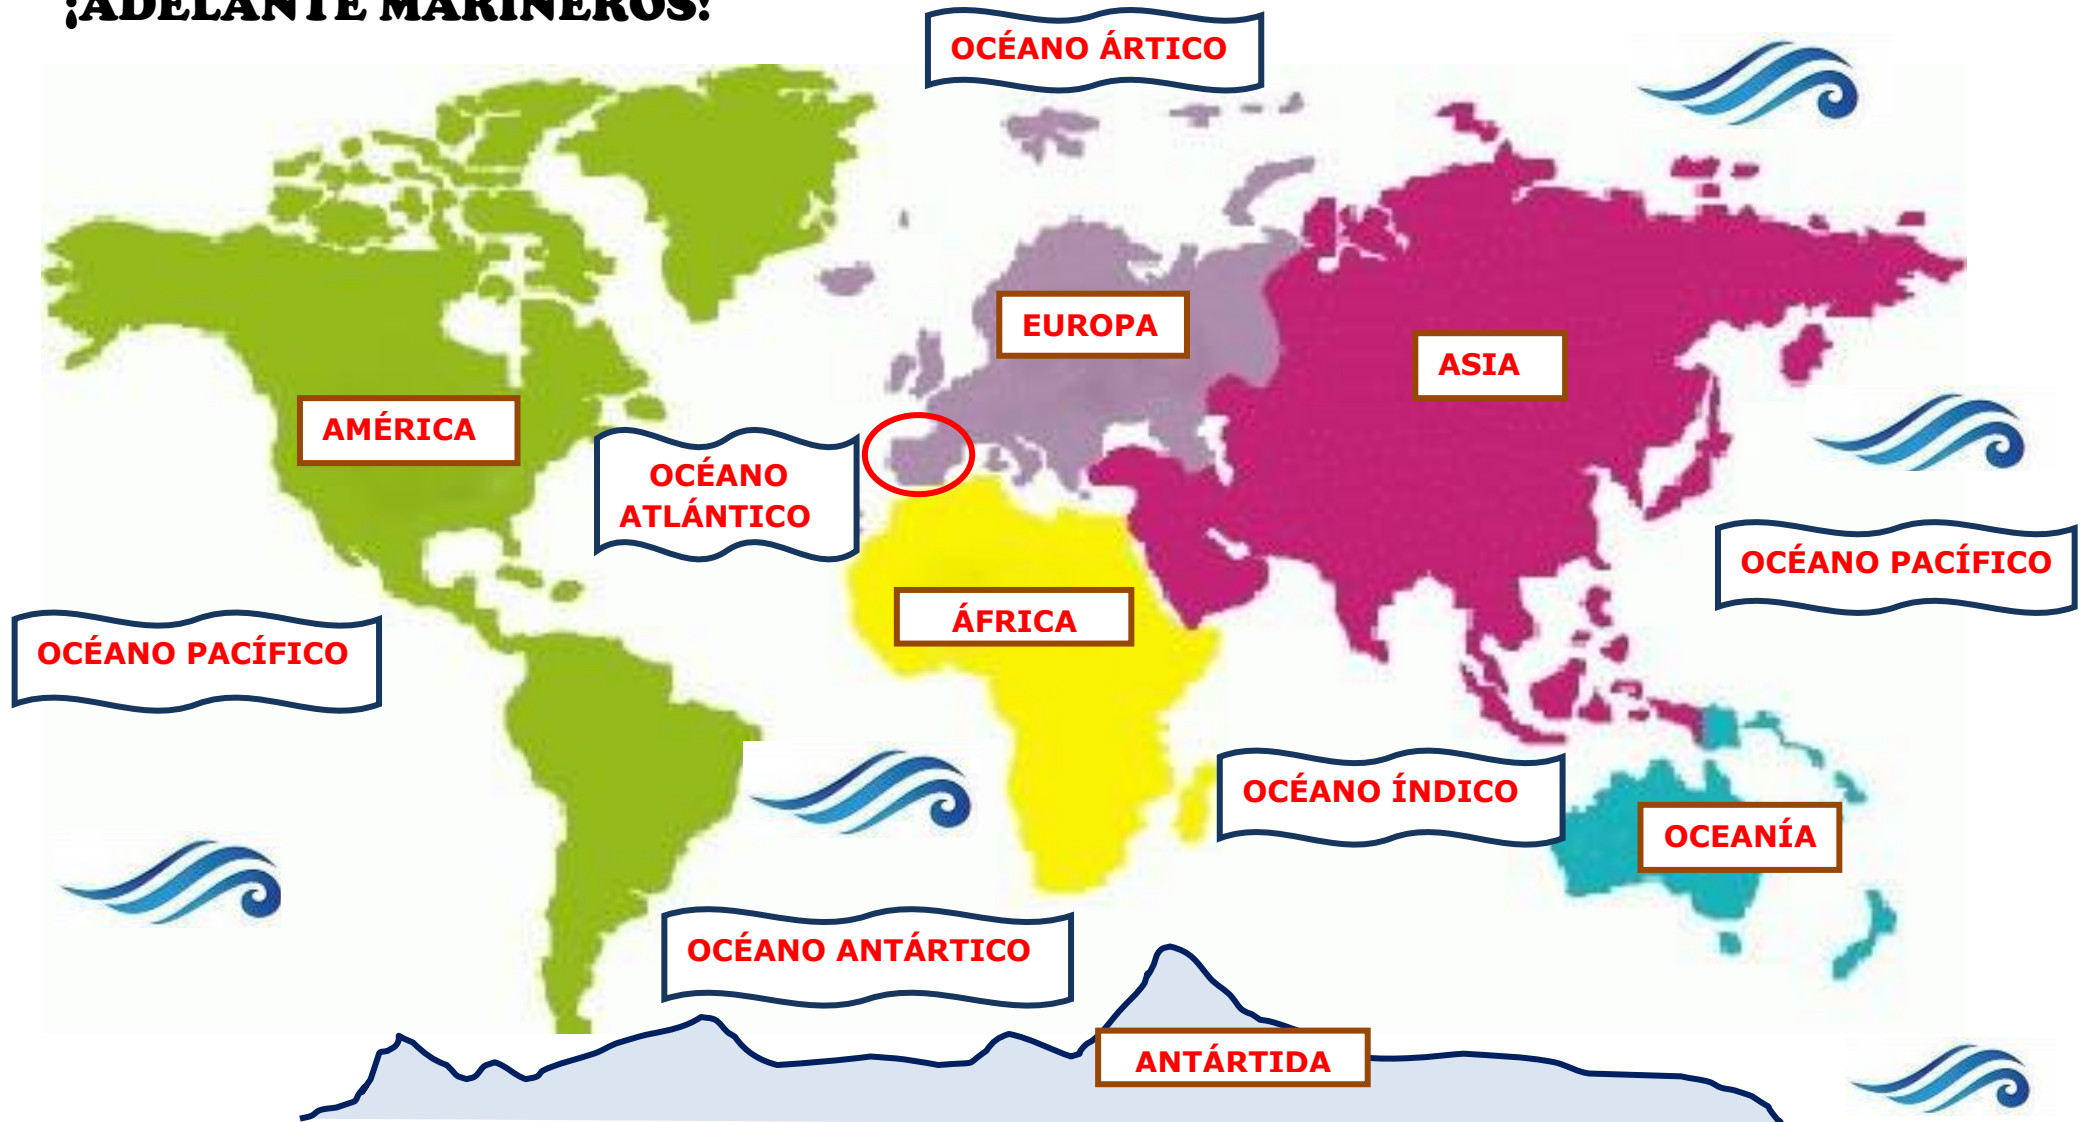 ¡ADELANTE MARINEROS!
OCÉANO ÁRTICO
EUROPA
ASIA
AMÉRICA
OCÉANO
ATLÁNTICO
OCÉANO PACÍFICO
ÁFRICA
OCÉANO PACÍFICO
OCÉANO ÍNDICO
OCEANÍA
OCÉANO ANTÁRTICO
ANTÁRTIDA